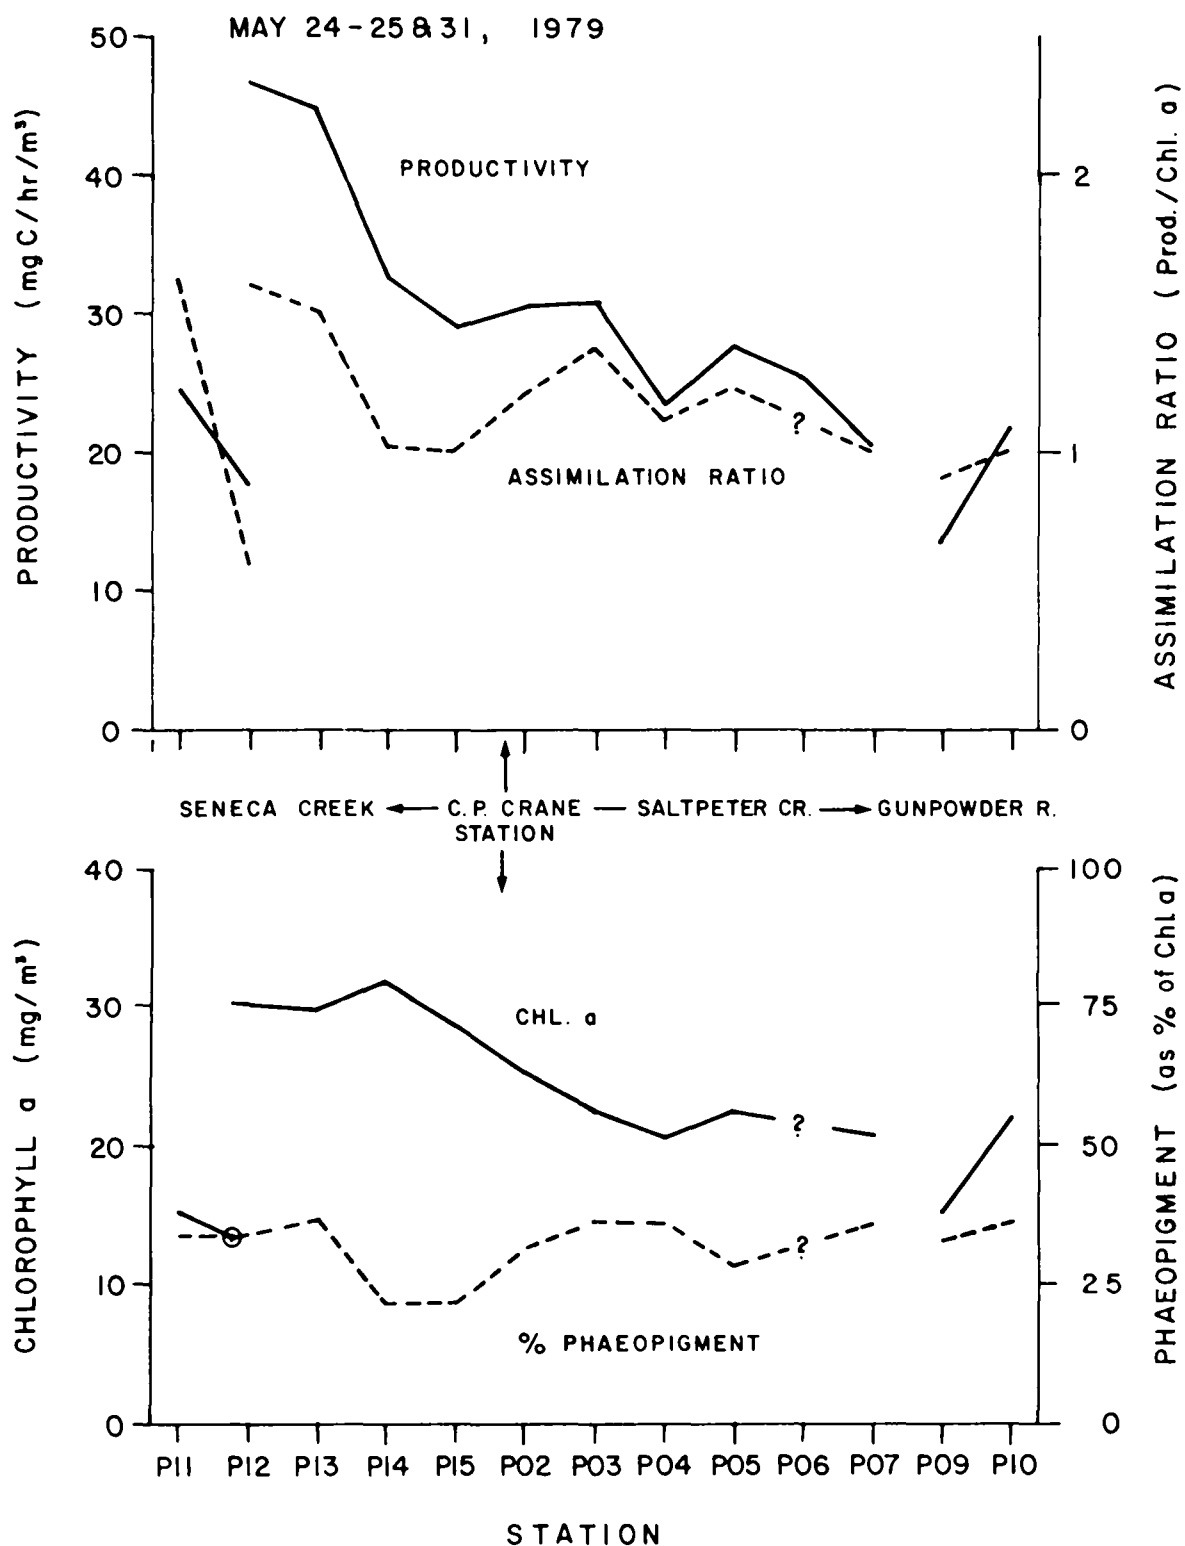 MAY 24-25 & 31, 1979
50
40
30
20
10
0
PRODUCTIVITY (mg C/hr/m³)
2
1
0
ASSIMILATION RATIO (Prod./Chl. a)
PRODUCTIVITY
?
ASSIMILATION RATIO
SENECA CREEK ← C.P. CRANE — SALTPETER CR. → GUNPOWDER R.
STATION
40
30
20
10
0
CHLOROPHYLL a (mg/m³)
100
75
50
25
0
PHAEOPIGMENT (as % of Chl a)
CHL. a
?
?
% PHAEOPIGMENT
P11 P12 P13 P14 P15 P02 P03 P04 P05 P06 P07 P09 P10
STATION